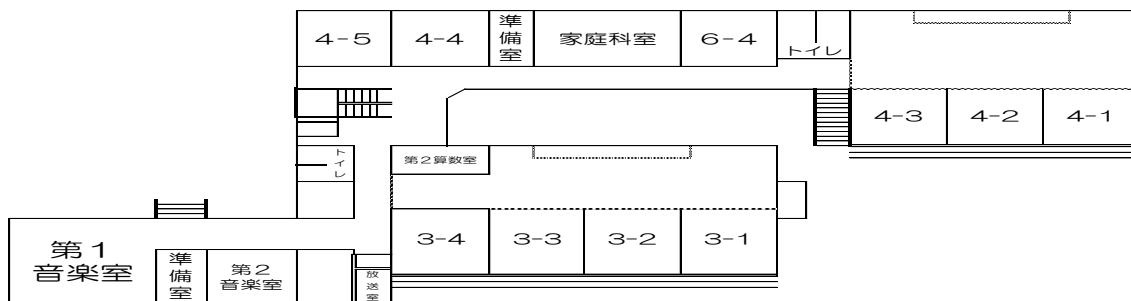 4-5
4-4
準備室
家庭科室
6-4
トイレ
4-3
4-2
4-1
トイレ
第2算数室
3-4
3-3
3-2
3-1
第1
音楽室
準備室
第2
音楽室
放送室